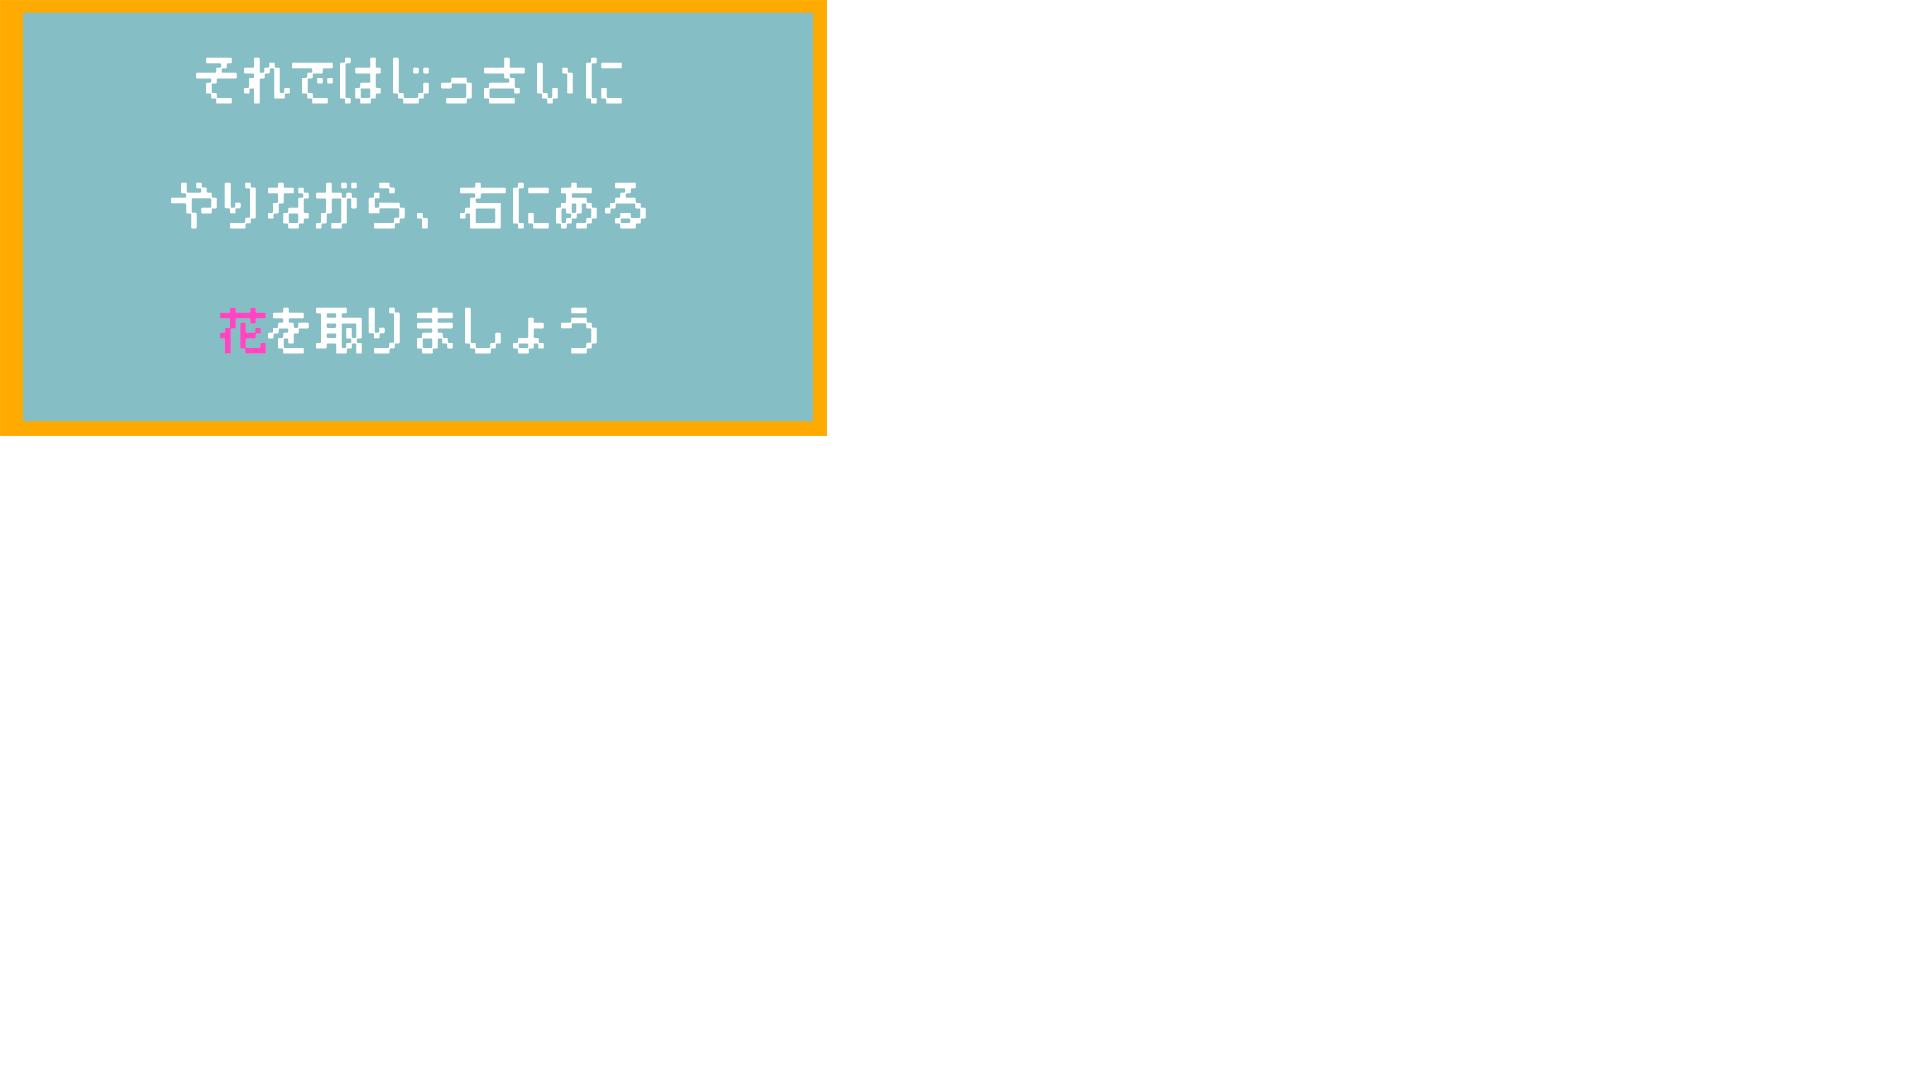 それではじっさいに
やりながら、右にある
花を取りましょう